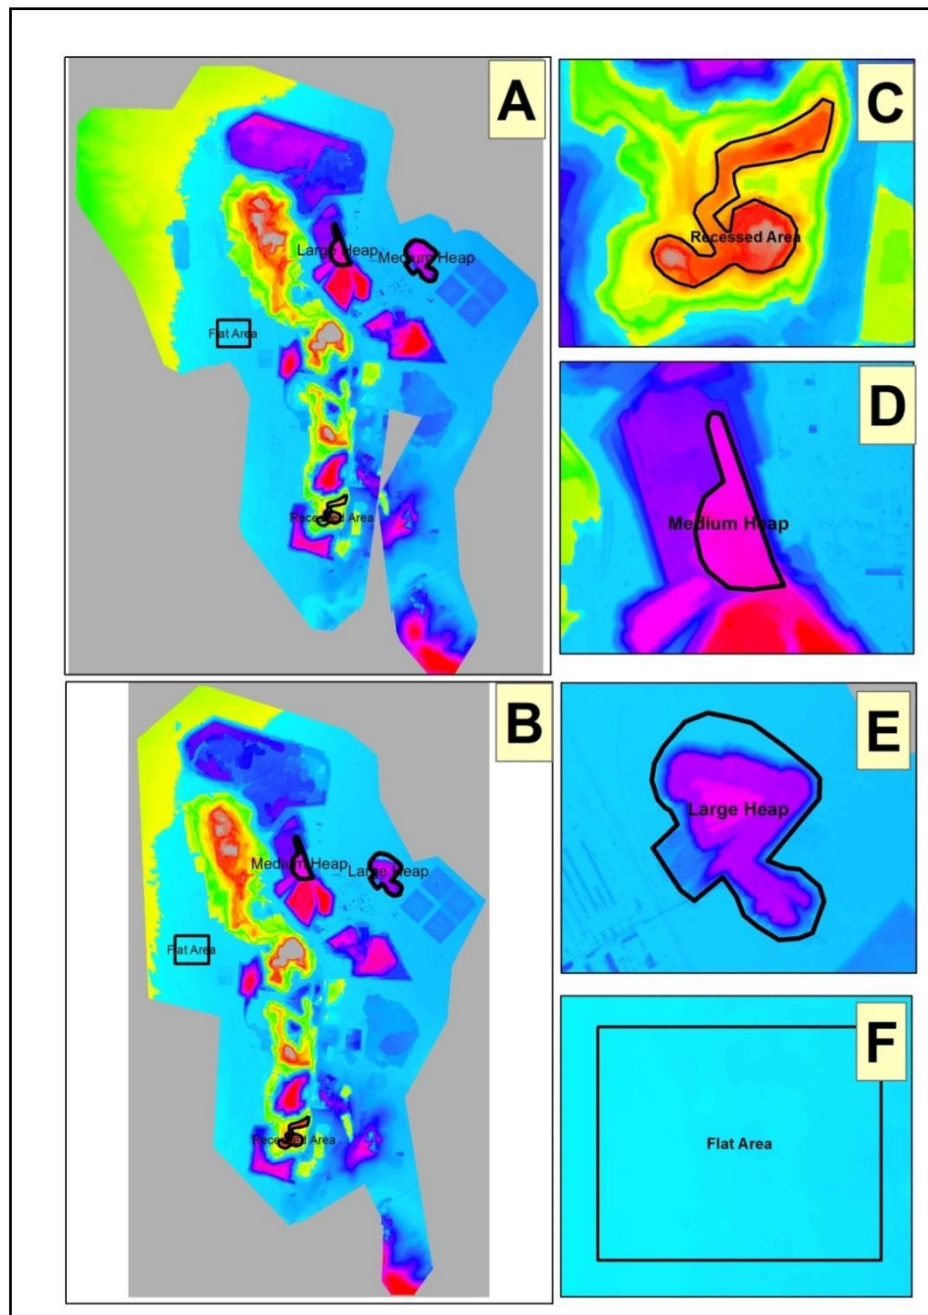 A
Large Heap
Medium Heap
Flat Area
Recessed Area
B
Medium Heap
Large Heap
Flat Area
Recessed Area
C
Recessed Area
D
Medium Heap
E
Large Heap
F
Flat Area